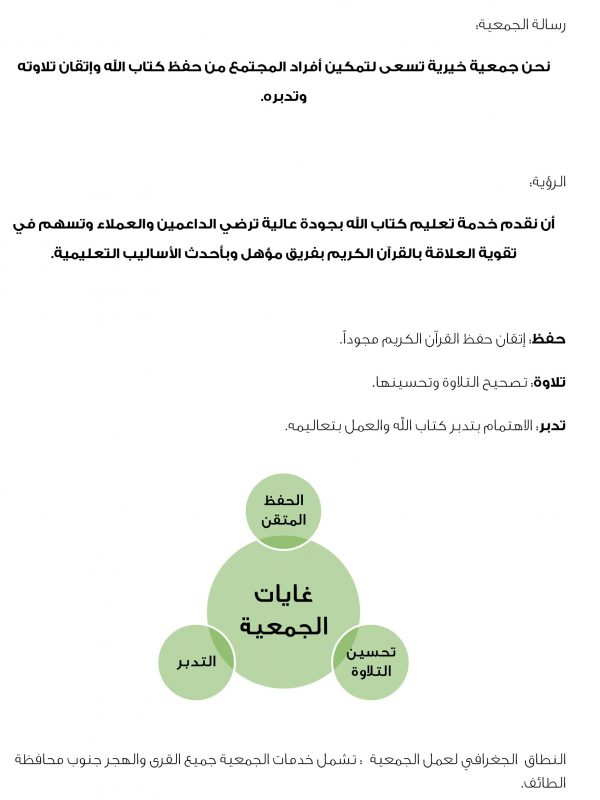 رسالة الجمعية:
نحن جمعية خيرية تسعى لتمكين أفراد المجتمع من حفظ كتاب الله وإتقان تلاوته
وتدبره.
الرؤية:
أن نقدم خدمة تعليم كتاب الله بجودة عالية ترضي الداعمين والعملاء وتسهم في
تقوية العلاقة بالقرآن الكريم بفريق مؤهل وبأحدث الأساليب التعليمية.
حفظ: إتقان حفظ القرآن الكريم مجوداً.
تلاوة: تصحيح التلاوة وتحسينها.
تدبر: الاهتمام بتدبر كتاب الله والعمل بتعاليمه.
الحفظ
المتقن
غايات
الجمعية
تحسين
التلاوة
التدبر
النطاق الجغرافي لعمل الجمعية : تشمل خدمات الجمعية جميع القرى والهجر جنوب محافظة
الطائف.